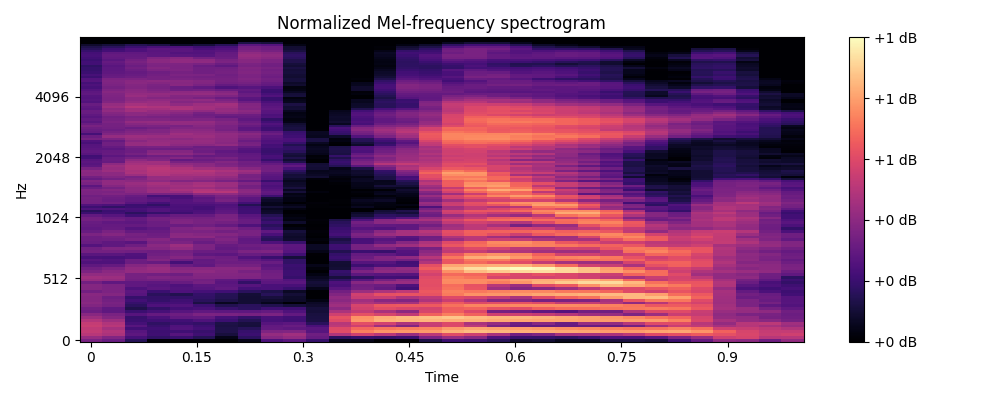 Normalized Mel-frequency spectrogram
Hz
4096
2048
1024
512
0
0 0.15 0.3 0.45 0.6 0.75 0.9
Time
+1 dB
+1 dB
+1 dB
+0 dB
+0 dB
+0 dB